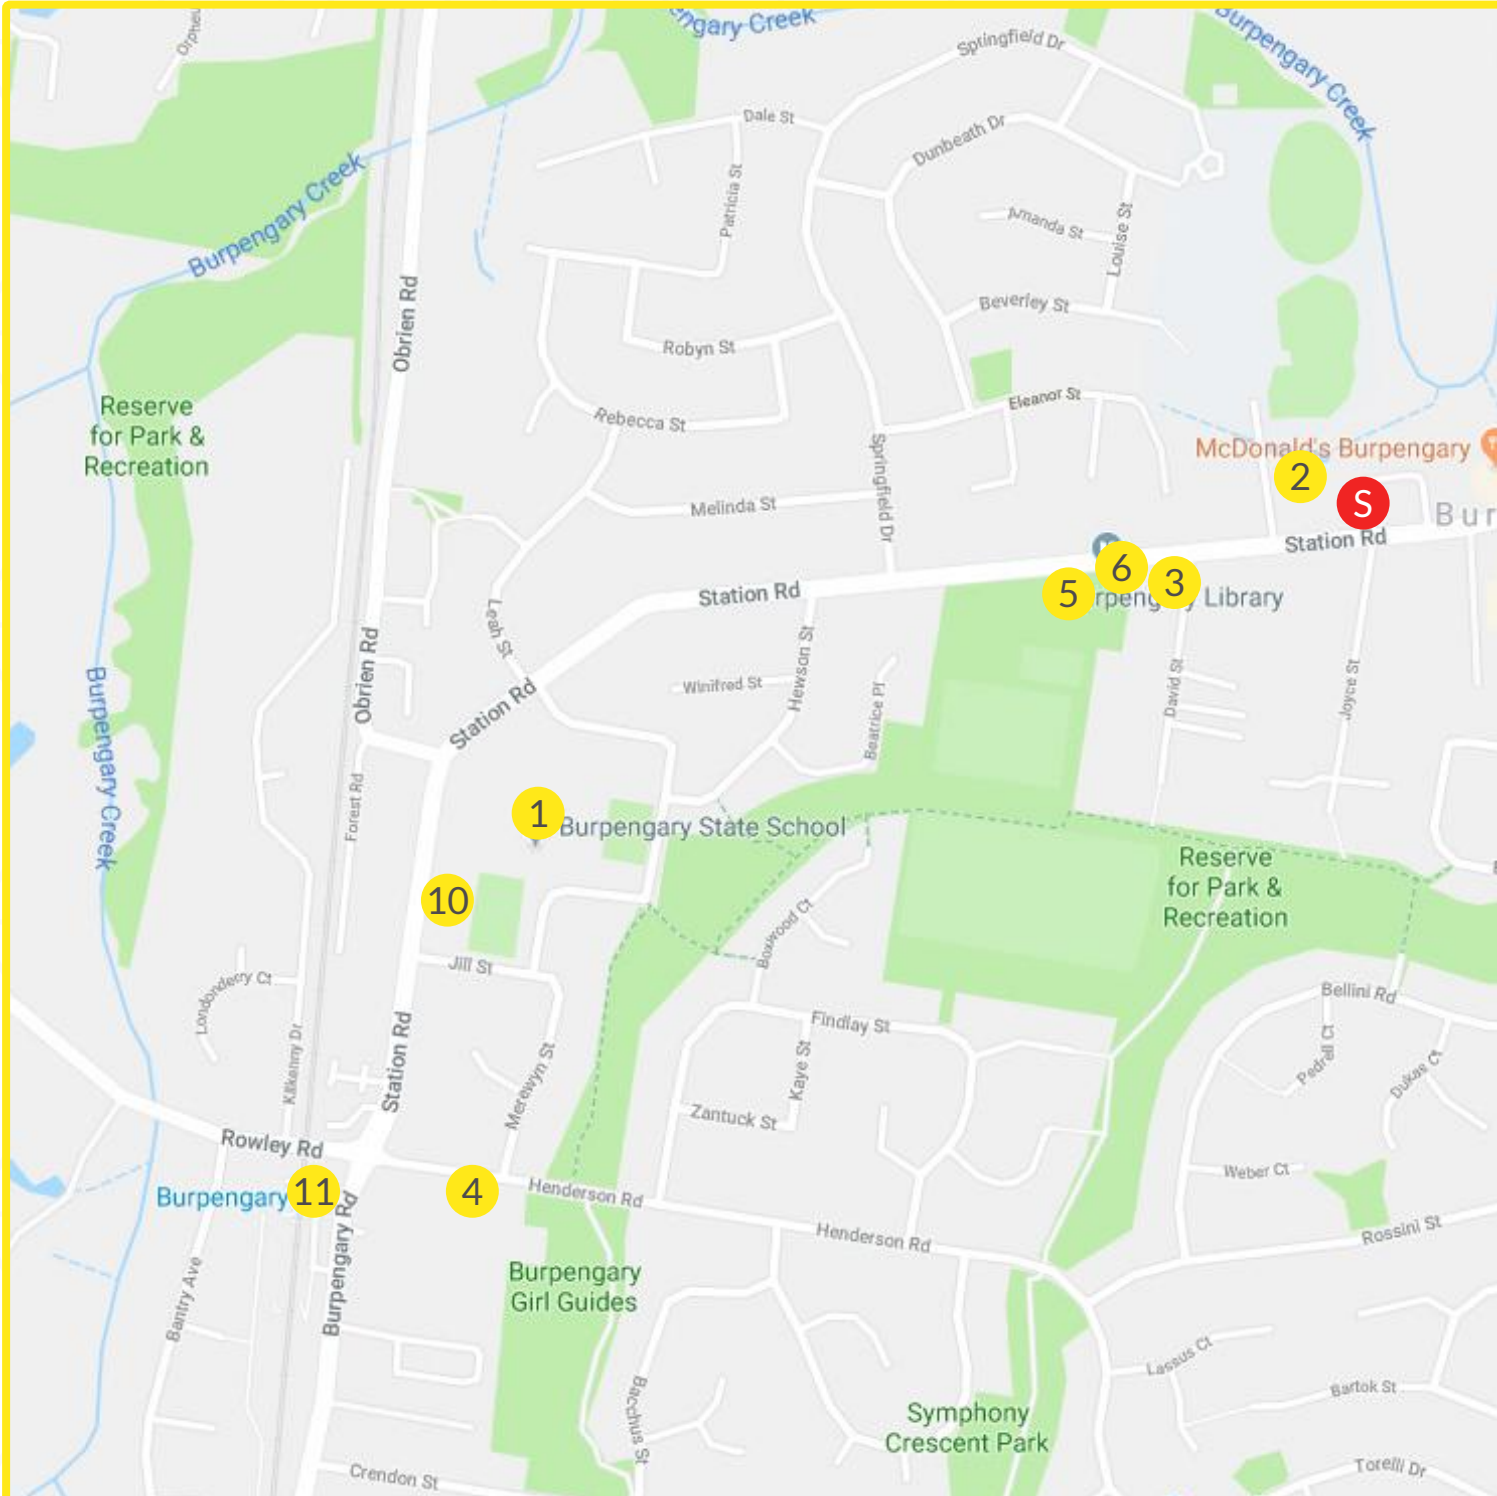 Orpheu
engary Creek
Burpengary Creek
Springfield Dr
Dale St
Dunbeath Dr
Patricia St
Burpengary Creek
Amanda St
Louise St
Obrien Rd
Beverley St
Robyn St
Reserve
for Park &
Recreation
Rebecca St
Eleanor St
Springfield Dr
McDonald's Burpengary
2
S
Melinda St
Bur
Station Rd
6
5
3
rpeng
y Library
Station Rd
Leah St
Hewson St
Obrien Rd
Winifred St
Beatrice Pl
David St
Joyce St
Station Rd
Burpengary Creek
Forest Rd
1
Burpengary State School
Reserve
for Park &
Recreation
10
Boxwood Ct
Jill St
Londonderry Ct
Bellini Rd
Findlay St
Station Rd
Kilkenny Dr
Merewyn St
Kaye St
Pedrell Ct
Dukas Ct
Zantuck St
Rowley Rd
Weber Ct
Burpengary
11
4
Henderson Rd
Henderson Rd
Rossini St
Burpengary Rd
Bantry Ave
Burpengary
Girl Guides
Lassus Ct
Bartok St
Bacchus St
Symphony
Crescent Park
Crendon St
Torelli Dr